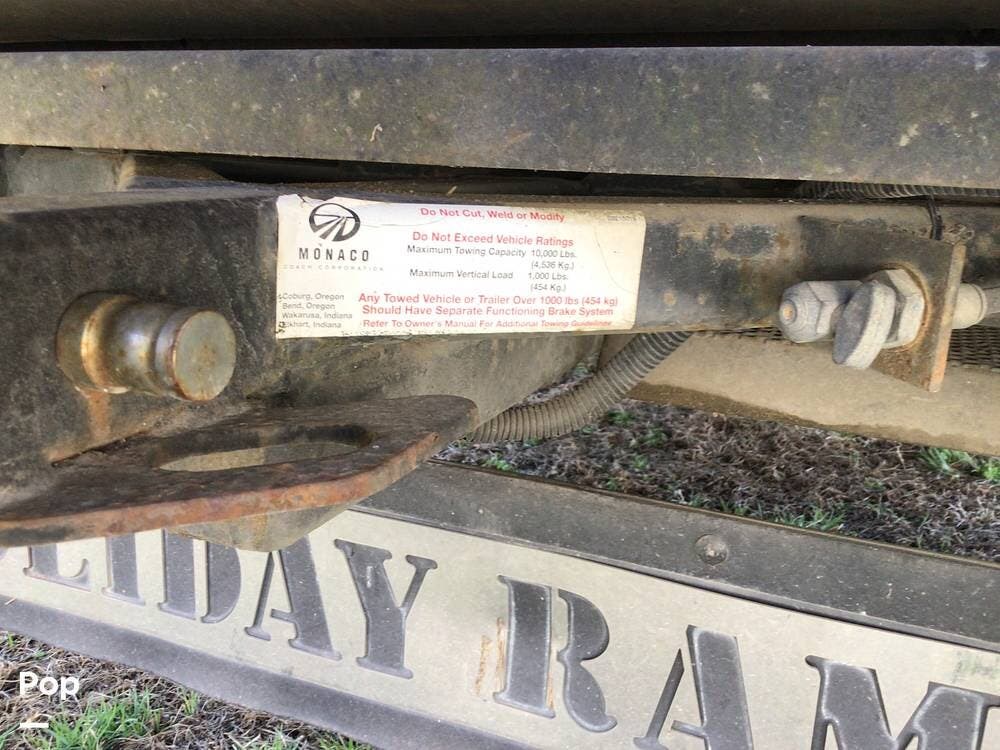 MONACO
COACH CORPORATION
Coburg, Oregon
Bend, Oregon
Wakarusa, Indiana
Elkhart, Indiana
Do Not Cut, Weld or Modify
Do Not Exceed Vehicle Ratings
Maximum Towing Capacity 10,000 Lbs.
(4,536 Kg.)
Maximum Vertical Load 1,000 Lbs.
(454 Kg.)
Any Towed Vehicle or Trailer Over 1000 lbs (454 kg)
Should Have Separate Functioning Brake System
Refer To Owner's Manual For Additional Towing Guidelines
LIDAY RAM
Pop